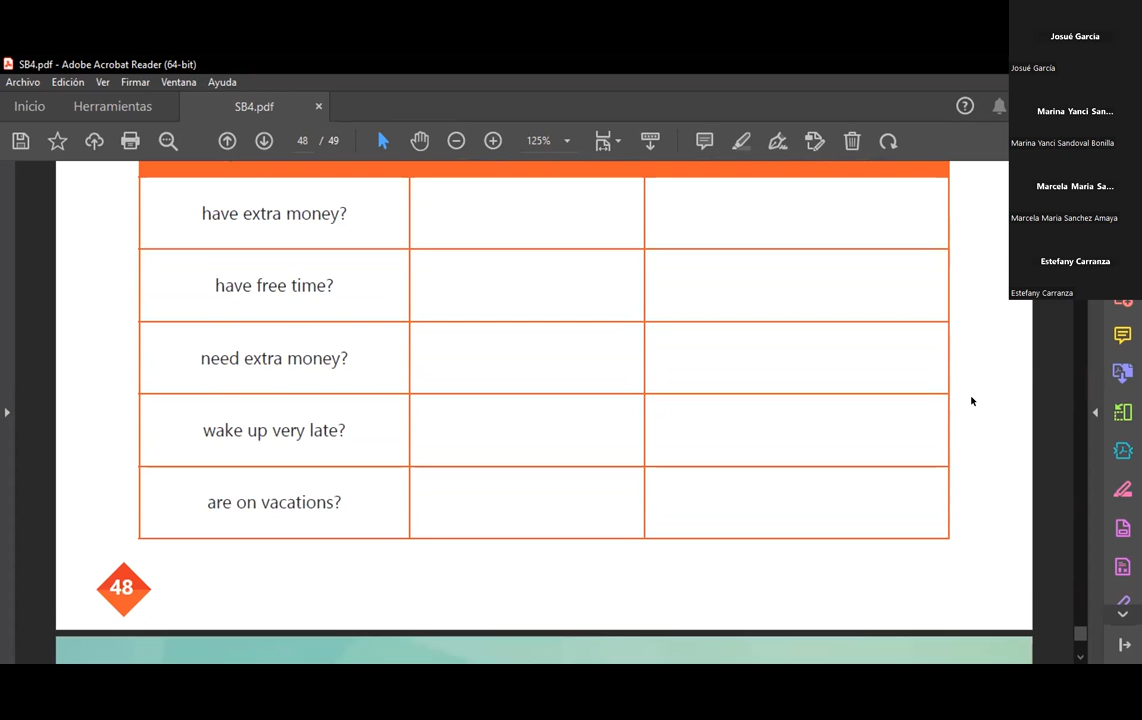 Josué García
Josué García
SB4.pdf - Adobe Acrobat Reader (64-bit)
Archivo Edición Ver Firmar Ventana Ayuda
Inicio Herramientas SB4.pdf ×
Marina Yanci San...
Marina Yanci Sandoval Bonilla
48 / 49 125%
Marcela Maria Sa...
Marcela Maria Sanchez Amaya
Estefany Carranza
Estefany Carranza
have extra money?
have free time?
need extra money?
wake up very late?
are on vacations?
48